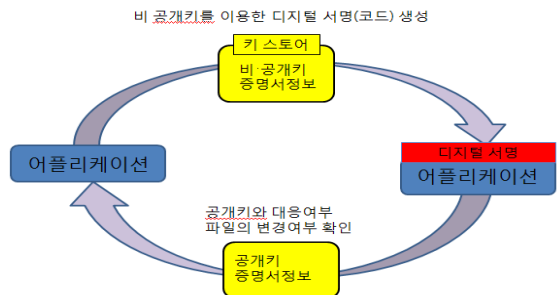 비 공개키를 이용한 디지털 서명(코드) 생성
키 스토어
비·공개키
증명서정보
어플리케이션
디지털 서명
어플리케이션
공개키와 대응여부
파일의 변경여부 확인
공개키
증명서정보